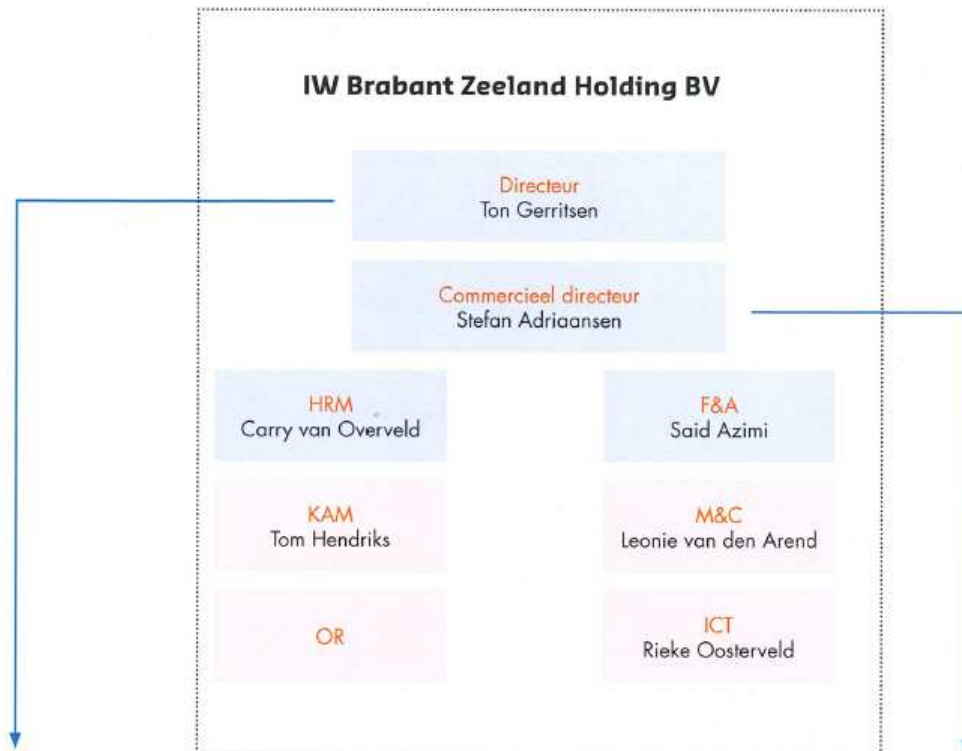 IW Brabant Zeeland Holding BV
Directeur
Ton Gerritsen
Commercieel directeur
Stefan Adriaansen
HRM
Carry van Overveld
F&A
Said Azimi
KAM
Tom Hendriks
M&C
Leonie van den Arend
OR
ICT
Rieke Oosterveld